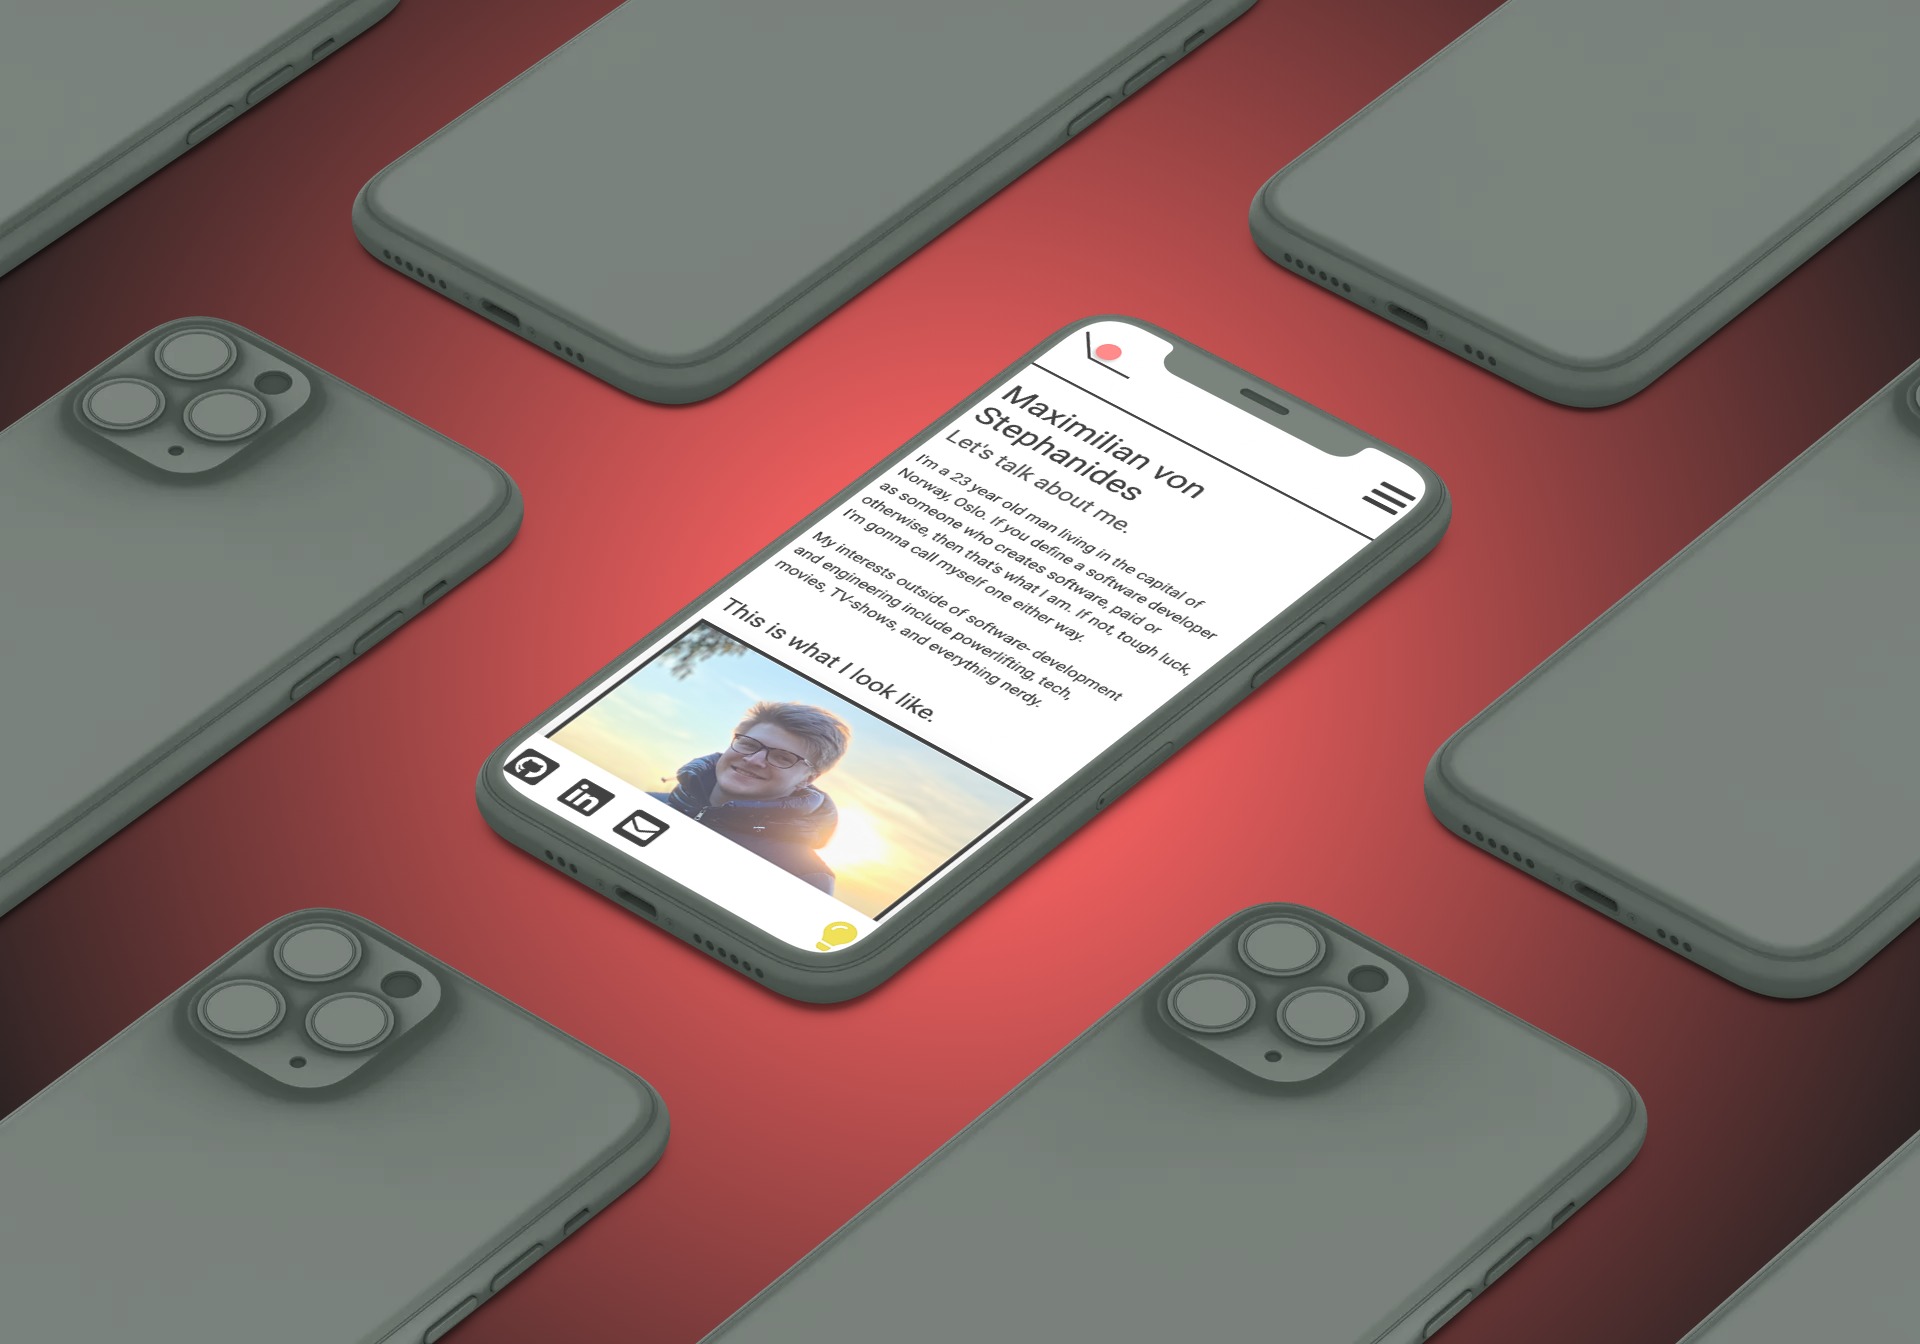 Maximilian von
Stephanides
Let's talk about me.
I'm a 23 year old man living in the capital of
Norway, Oslo. If you define a software developer
as someone who creates software, paid or
otherwise, then that's what I am. If not, tough luck,
I'm gonna call myself one either way.
My interests outside of software- development
and engineering include powerlifting, tech,
movies, TV-shows, and everything nerdy.
This is what I look like.
in